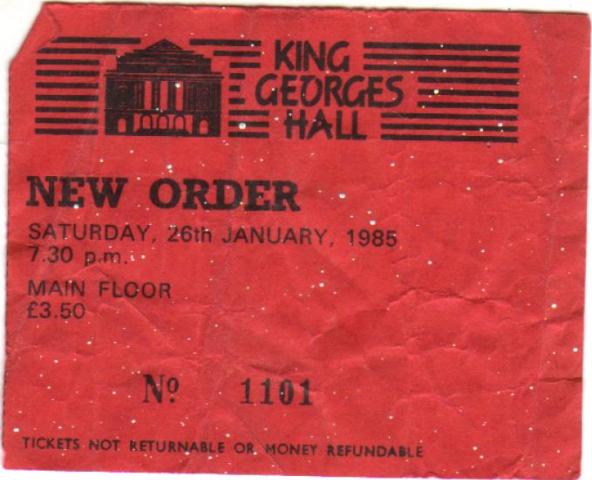 KING
GEORGES
HALL
NEW ORDER
SATURDAY, 26th JANUARY, 1985
7.30 p.m.
MAIN FLOOR
£3.50
Nº 1101
TICKETS NOT RETURNABLE OR MONEY REFUNDABLE